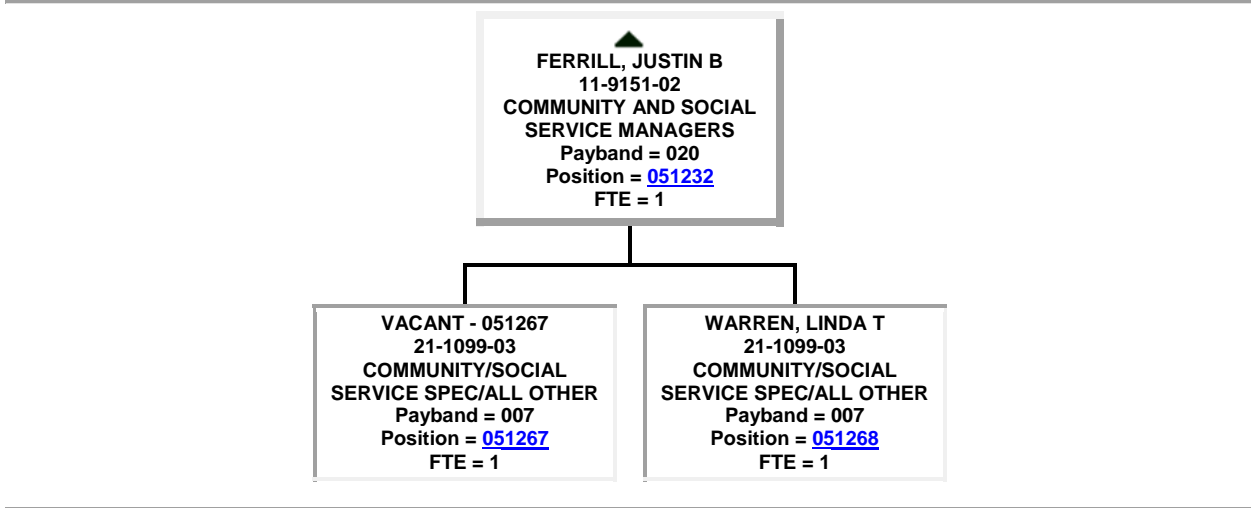 FERRILL, JUSTIN B
11-9151-02
COMMUNITY AND SOCIAL
SERVICE MANAGERS
Payband = 020
Position = 051232
FTE = 1
VACANT - 051267
21-1099-03
COMMUNITY/SOCIAL
SERVICE SPEC/ALL OTHER
Payband = 007
Position = 051267
FTE = 1
WARREN, LINDA T
21-1099-03
COMMUNITY/SOCIAL
SERVICE SPEC/ALL OTHER
Payband = 007
Position = 051268
FTE = 1